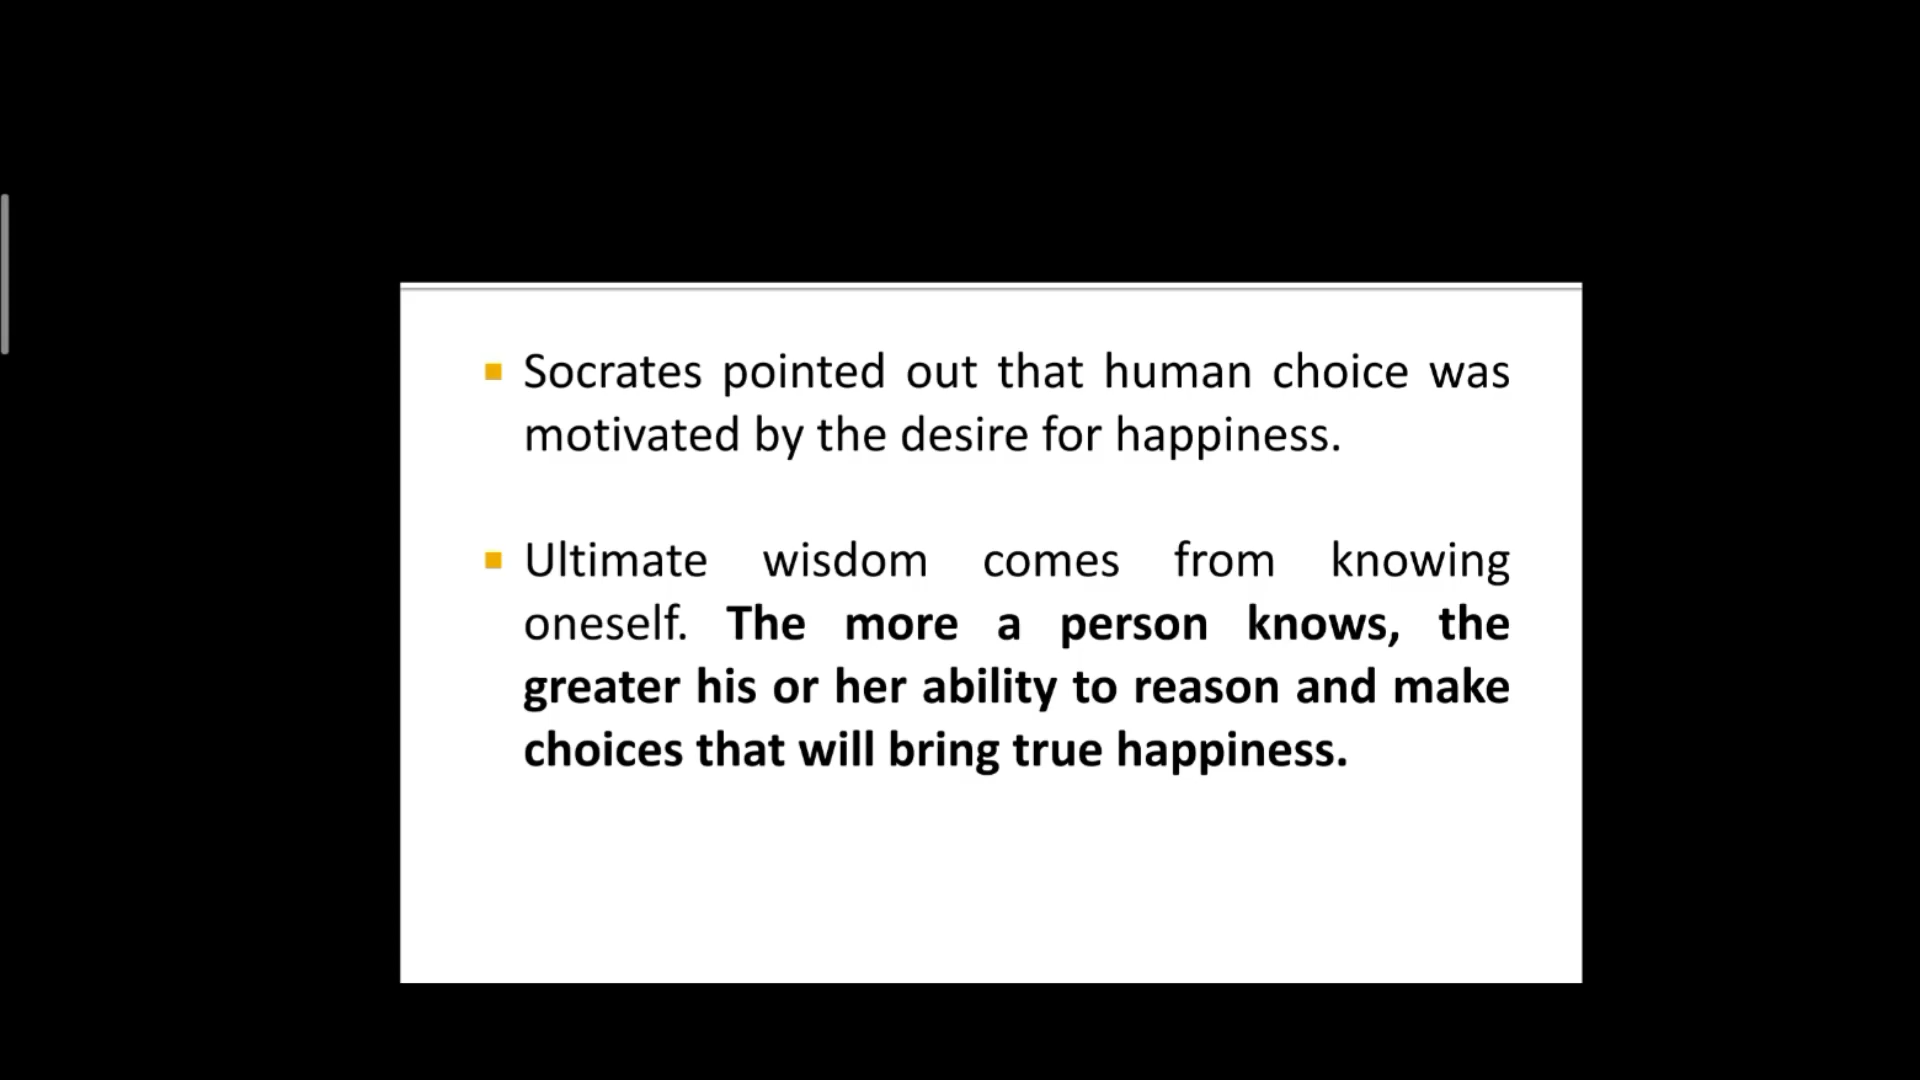 Socrates pointed out that human choice was
motivated by the desire for happiness.
Ultimate wisdom comes from knowing
oneself. The more a person knows, the
greater his or her ability to reason and make
choices that will bring true happiness.